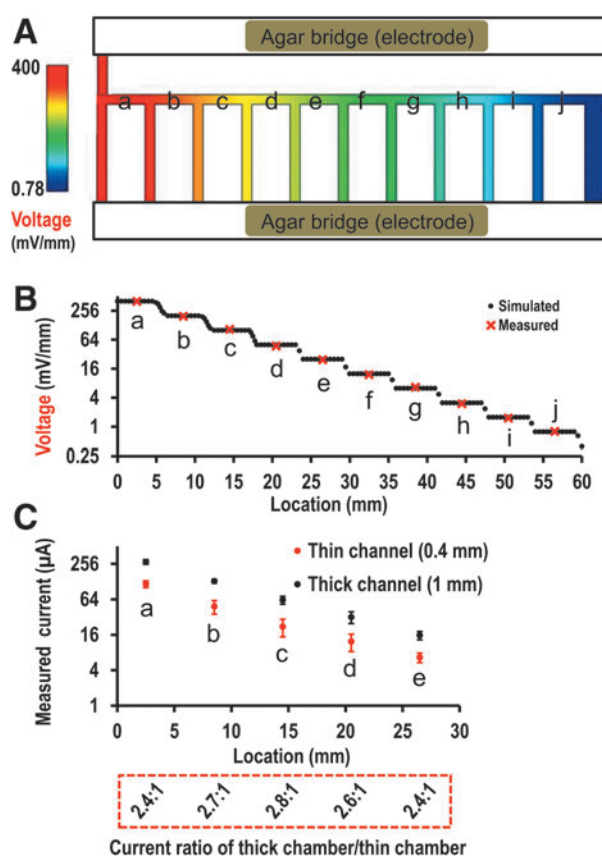 A
Agar bridge (electrode)
400
0.78
Voltage
(mV/mm)
a b c d e f g h i j
Agar bridge (electrode)
B
Voltage (mV/mm)
256
64
16
4
1
0.25
Simulated
Measured
a b c d e f g h i j
0 5 10 15 20 25 30 35 40 45 50 55 60
Location (mm)
C
Measured current (µA)
256
64
16
4
1
Thin channel (0.4 mm)
Thick channel (1 mm)
a b c d e
0 5 10 15 20 25 30
Location (mm)
2.4:1 2.7:1 2.8:1 2.6:1 2.4:1
Current ratio of thick chamber/thin chamber